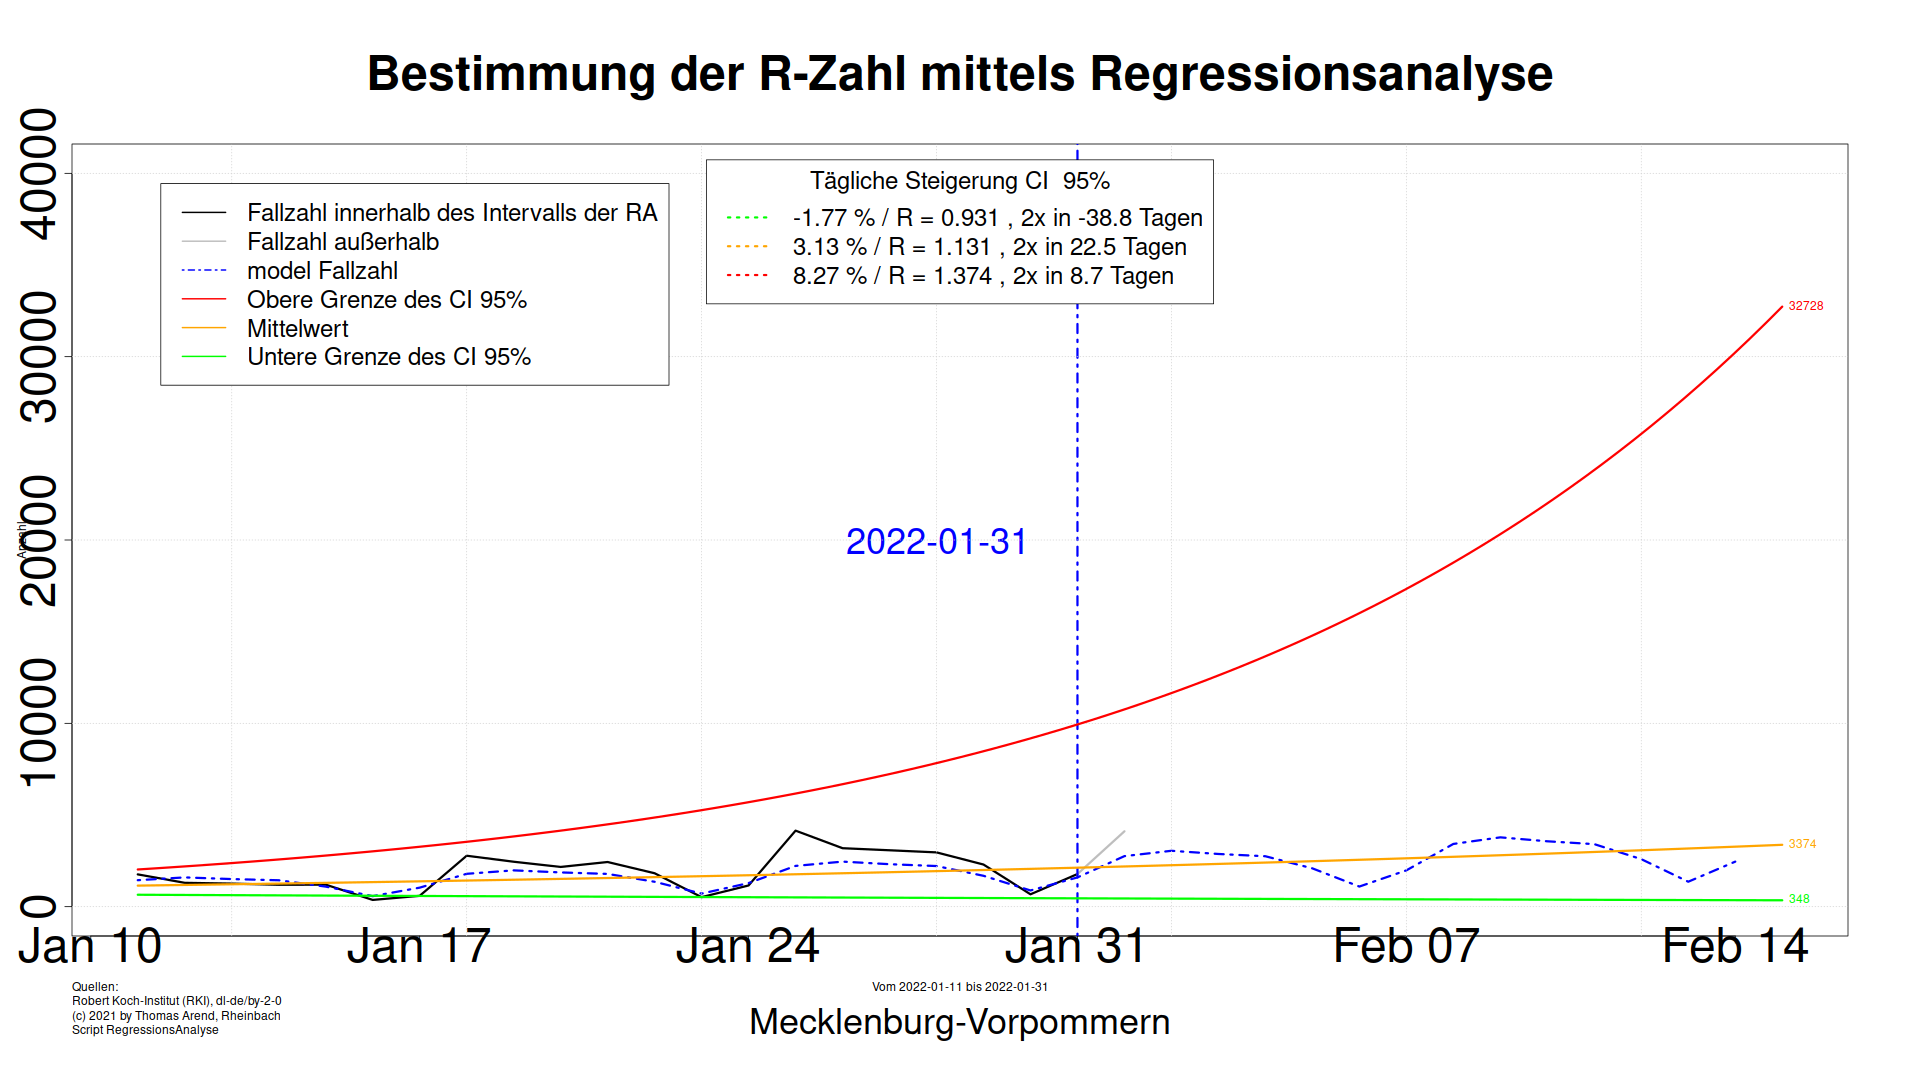 Bestimmung der R-Zahl mittels Regressionsanalyse
40000
30000
20000
10000
0
Anzahl
Fallzahl innerhalb des Intervalls der RA
Fallzahl außerhalb
model Fallzahl
Obere Grenze des CI 95%
Mittelwert
Untere Grenze des CI 95%
Tägliche Steigerung CI  95%
-1.77 % / R = 0.931 , 2x in -38.8 Tagen
3.13 % / R = 1.131 , 2x in 22.5 Tagen
8.27 % / R = 1.374 , 2x in 8.7 Tagen
32728
2022-01-31
3374
348
Jan 10
Jan 17
Jan 24
Jan 31
Feb 07
Feb 14
Quellen:
Robert Koch-Institut (RKI), dl-de/by-2-0
(c) 2021 by Thomas Arend, Rheinbach
Script RegressionsAnalyse
Vom 2022-01-11 bis 2022-01-31
Mecklenburg-Vorpommern